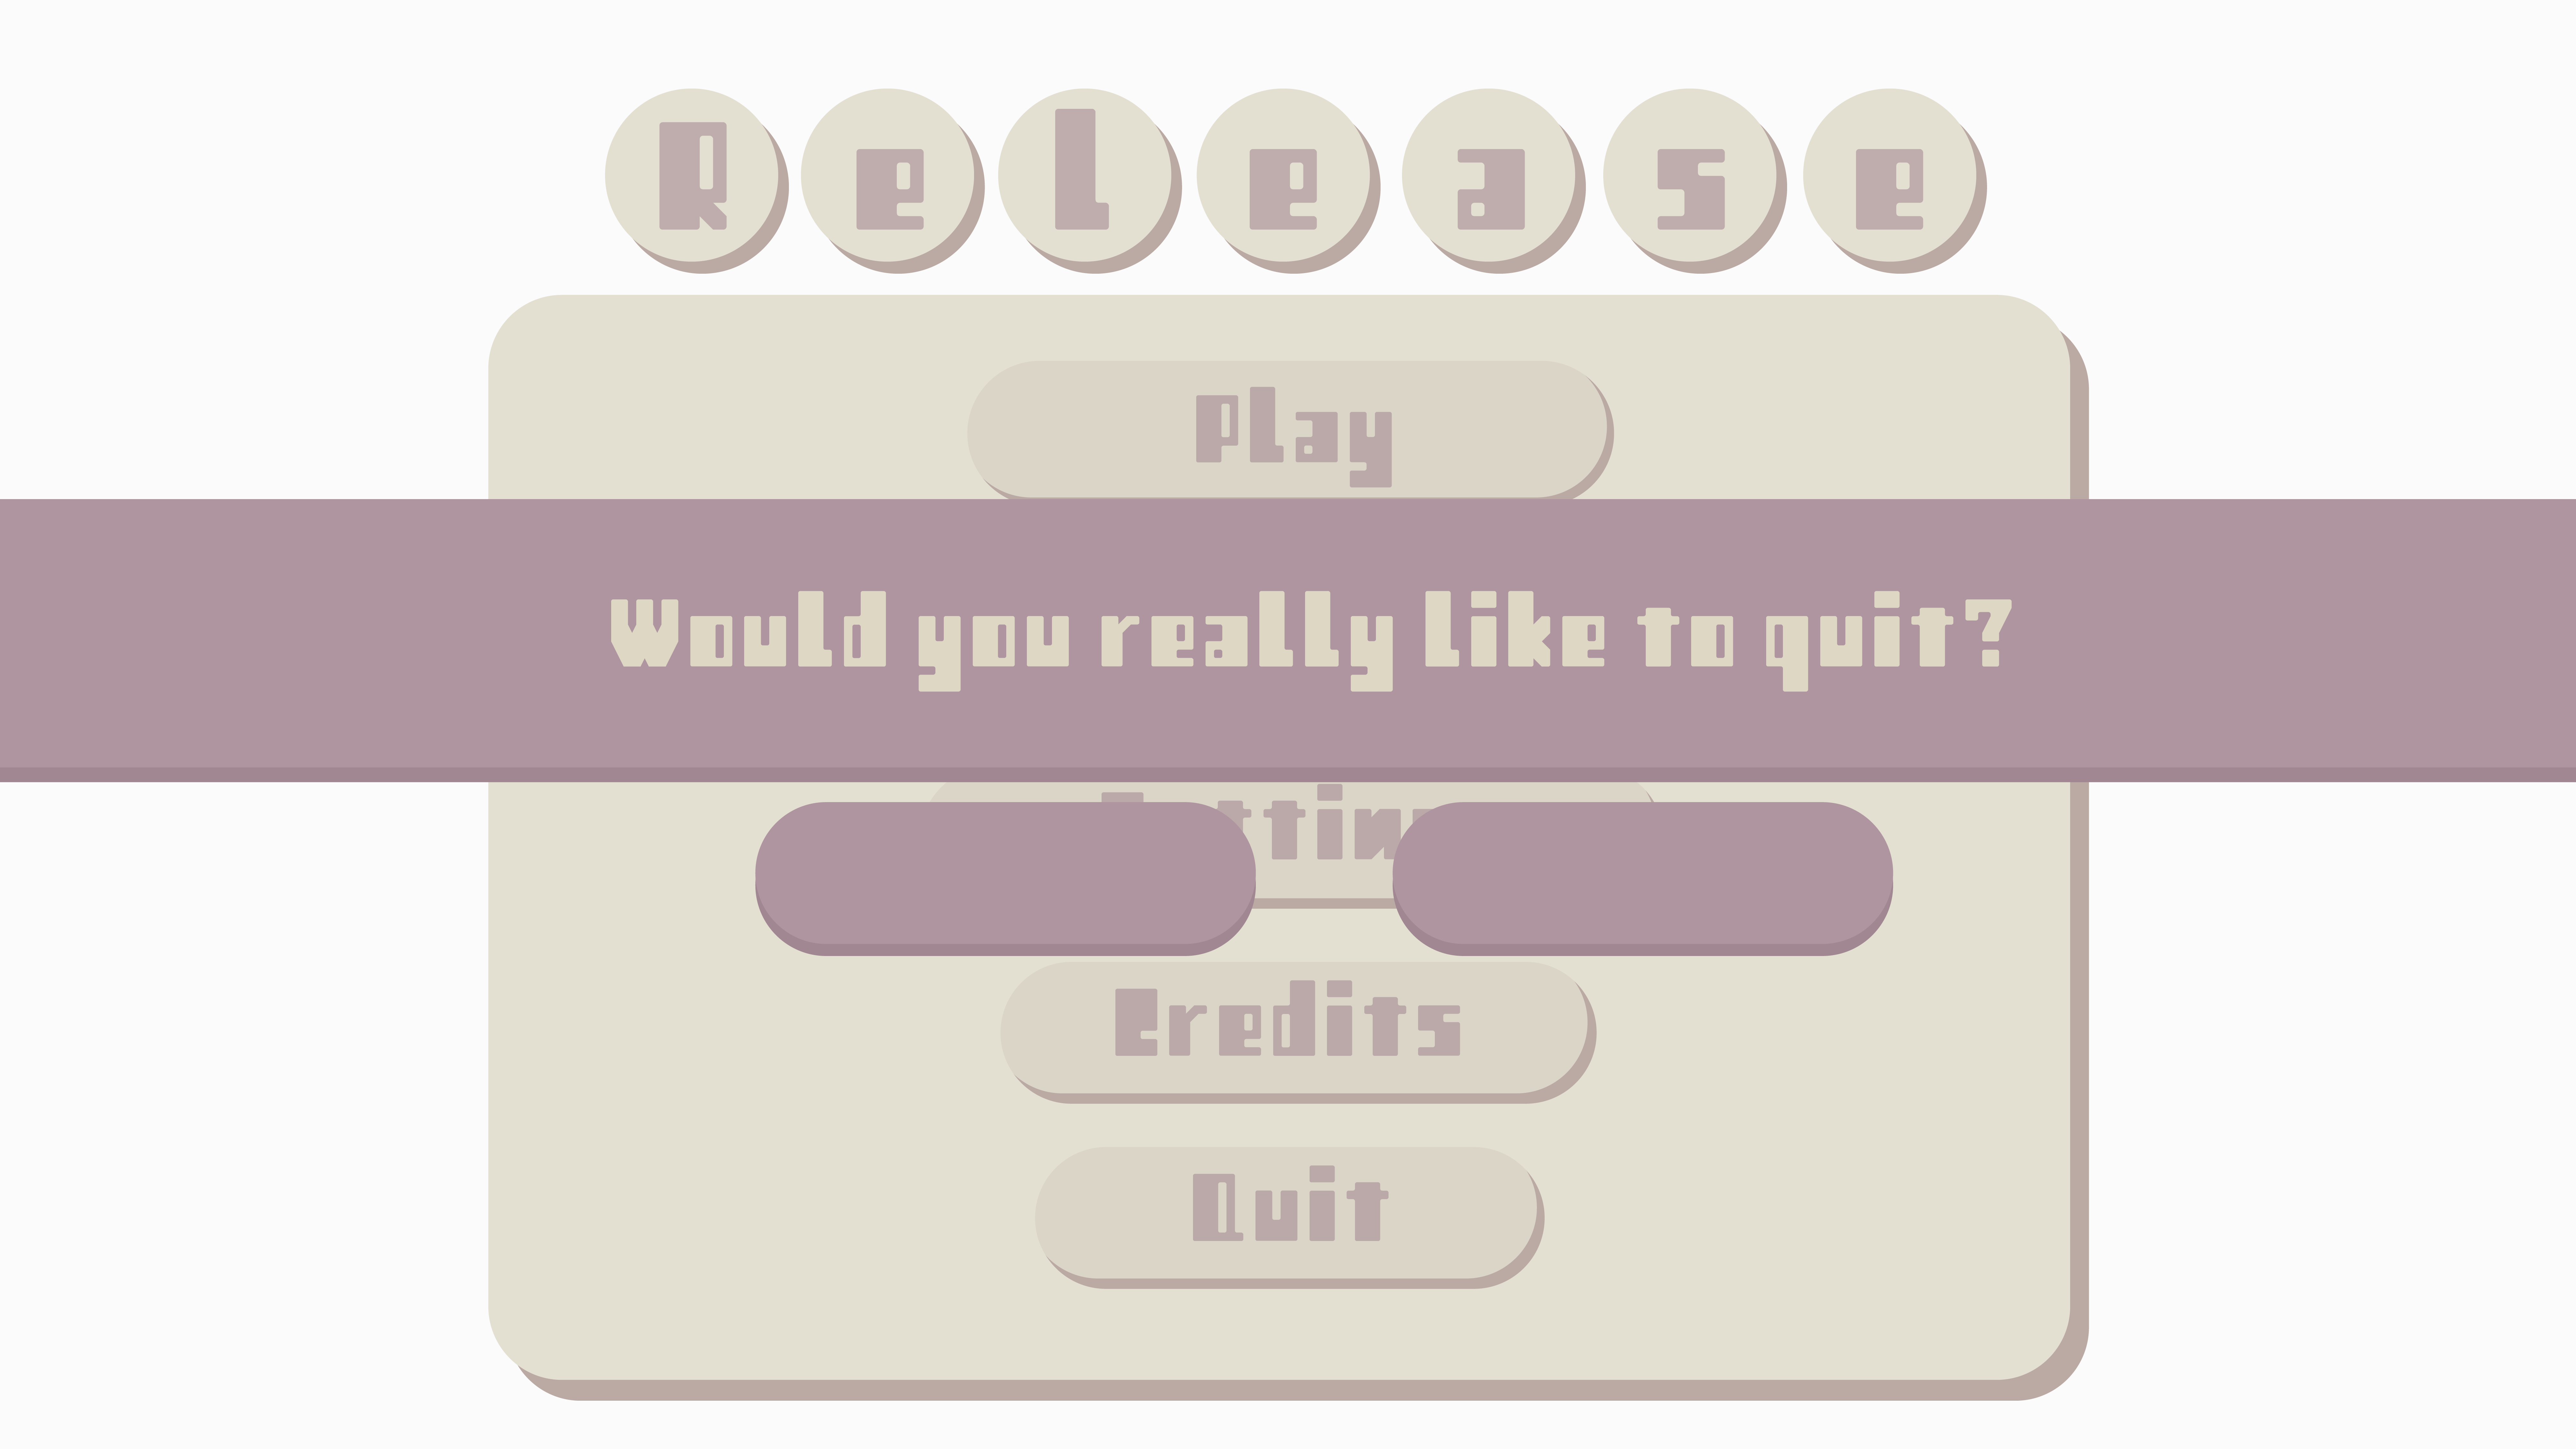 Release
Play
Would you really like to quit?
Credits
Quit